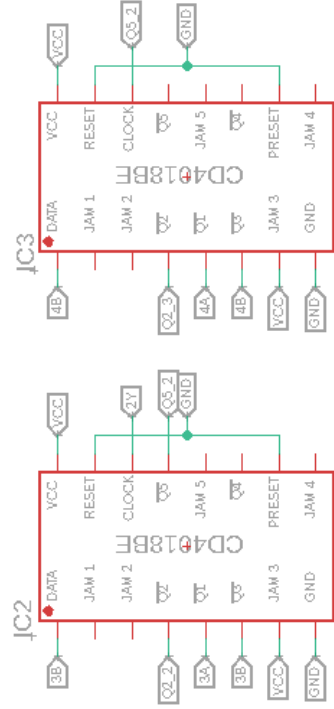 IC2
3B
DATA
VCC
VCC
JAM 1
RESET
JAM 2
CLOCK
2Y
Q2_2
Q2
Q5
Q5_2
3A
Q1
JAM 5
GND
3B
Q3
Q4
VCC
JAM 3
PRESET
GND
GND
JAM 4
CD4018BE
IC3
4B
DATA
VCC
VCC
JAM 1
RESET
JAM 2
CLOCK
Q5_2
Q2_3
Q2
Q5
4A
Q1
JAM 5
GND
4B
Q3
Q4
VCC
JAM 3
PRESET
GND
GND
JAM 4
CD4018BE